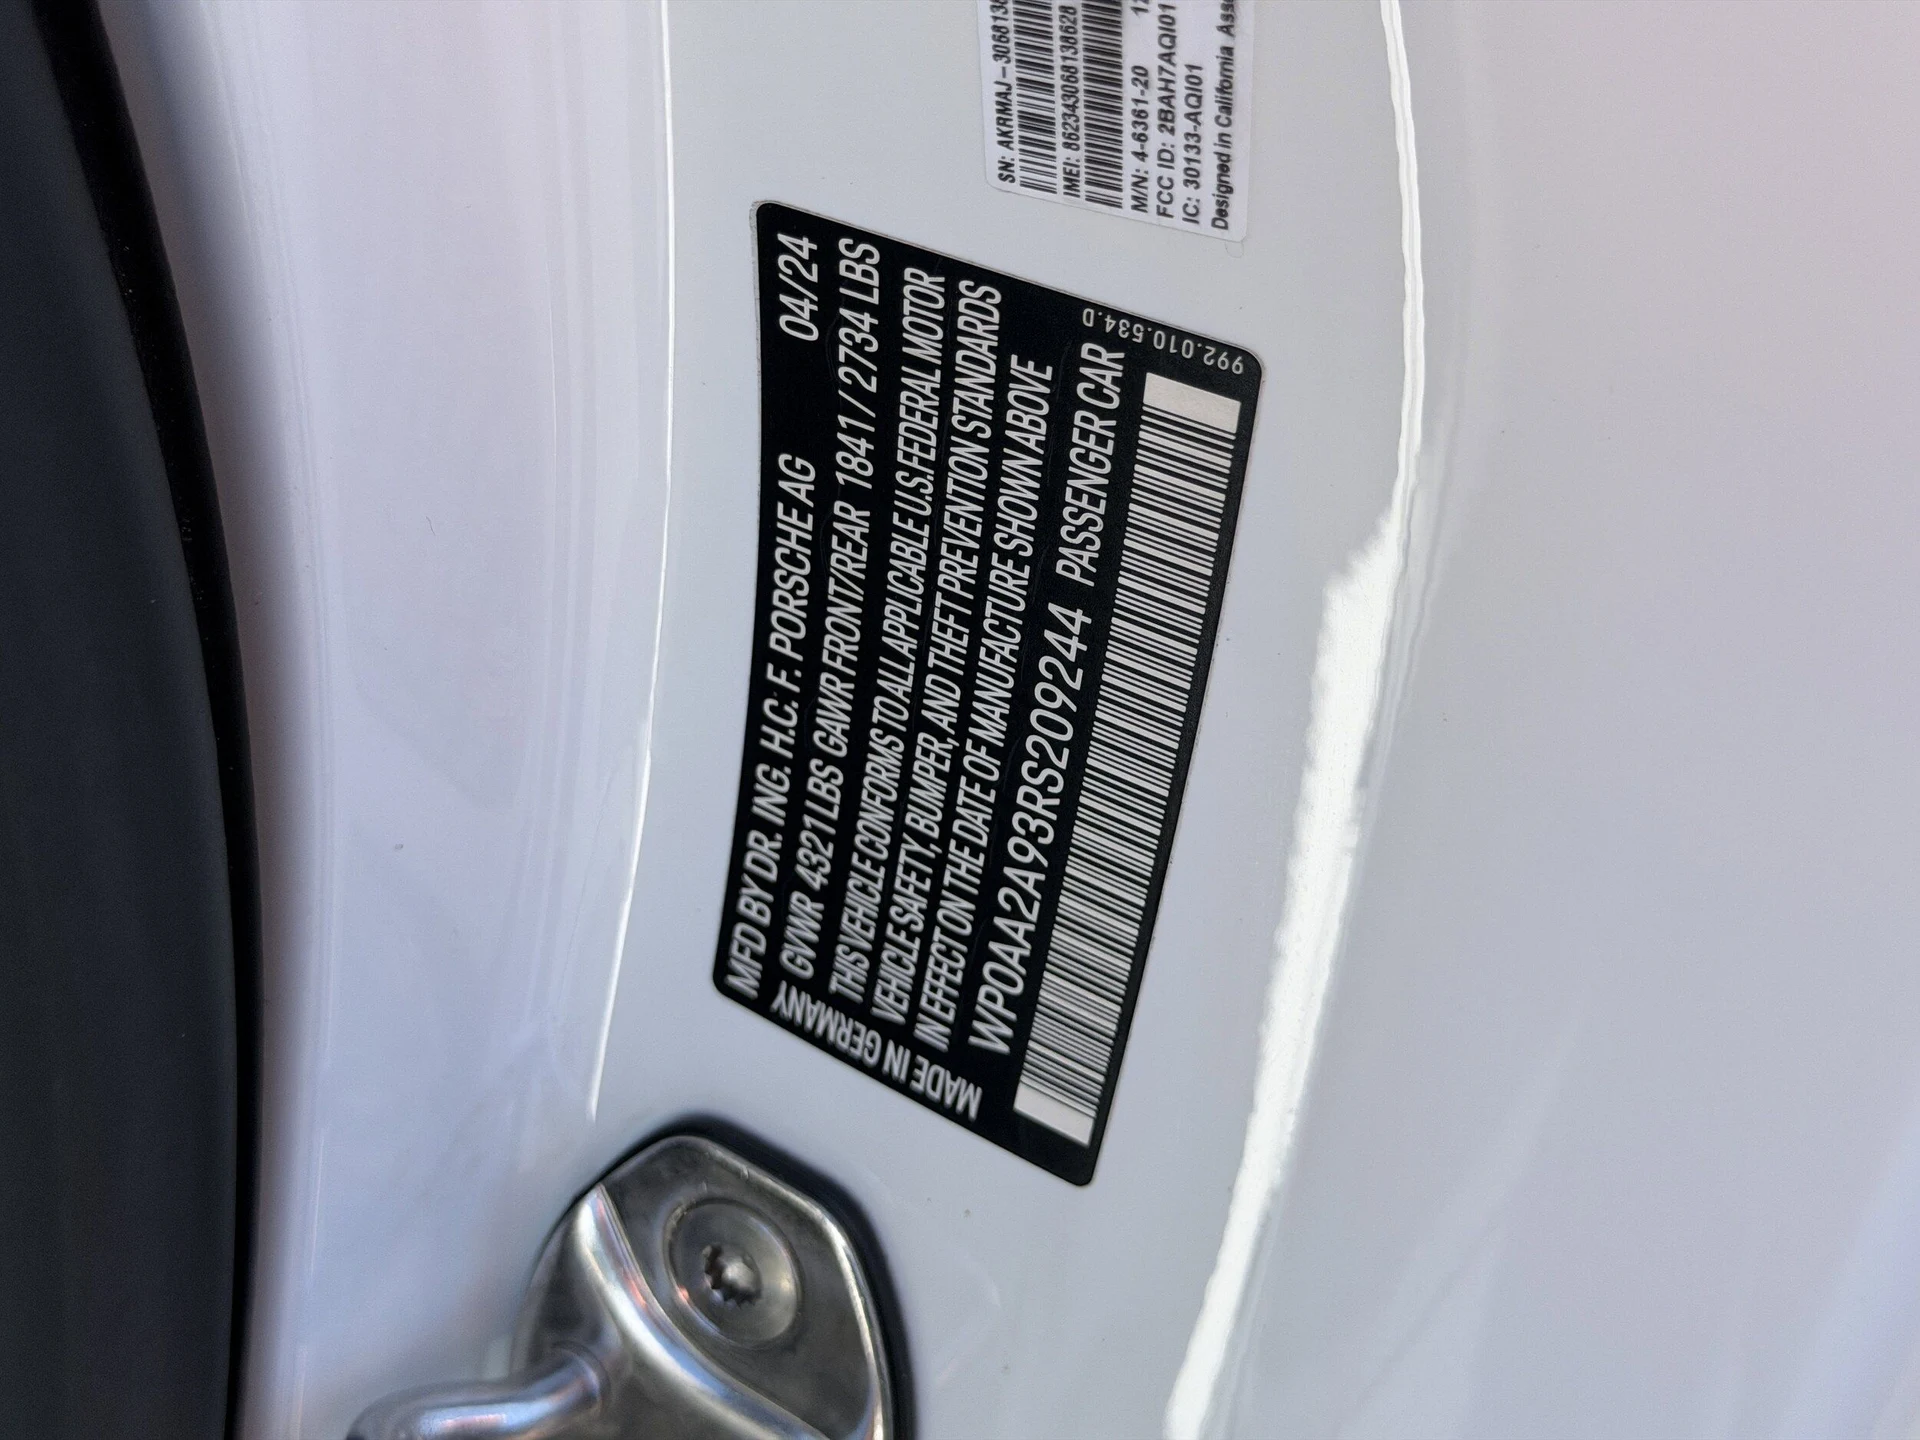 MFD BY DR. ING. H.C. F. PORSCHE AG 04/24
GVWR 4321 LBS GAWR FRONT/REAR 1841 / 2734 LBS
THIS VEHICLE CONFORMS TO ALL APPLICABLE U.S. FEDERAL MOTOR
VEHICLE SAFETY, BUMPER, AND THEFT PREVENTION STANDARDS
IN EFFECT ON THE DATE OF MANUFACTURE SHOWN ABOVE
WP0AA2A93RS209244 PASSENGER CAR
MADE IN GERMANY
992.010.534.D
SN: AKRMAJ-
IMEI: 862343068138628
M/N: 4-6361-20
FCC ID: 2BAH7AQI01
IC: 30133-AQI01
Designed in California